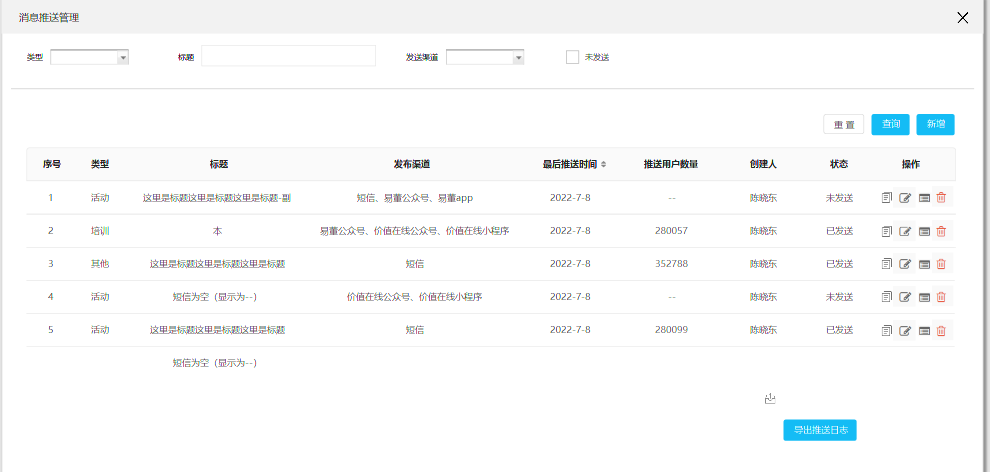 消息推送管理
类型 标题 发送渠道 未发送
重 置 查询 新增
序号 类型 标题 发布渠道 最后推送时间 推送用户数量 创建人 状态 操作
1 活动 这里是标题这里是标题这里是标题-副 短信、易董公众号、易董app 2022-7-8 -- 陈晓东 未发送
2 培训 本 易董公众号、价值在线公众号、价值在线小程序 2022-7-8 280057 陈晓东 已发送
3 其他 这里是标题这里是标题这里是标题 短信 2022-7-8 352788 陈晓东 已发送
4 活动 短信为空（显示为--） 价值在线公众号、价值在线小程序 2022-7-8 -- 陈晓东 未发送
5 活动 这里是标题这里是标题这里是标题 短信 2022-7-8 280099 陈晓东 已发送
短信为空（显示为--）
导出推送日志